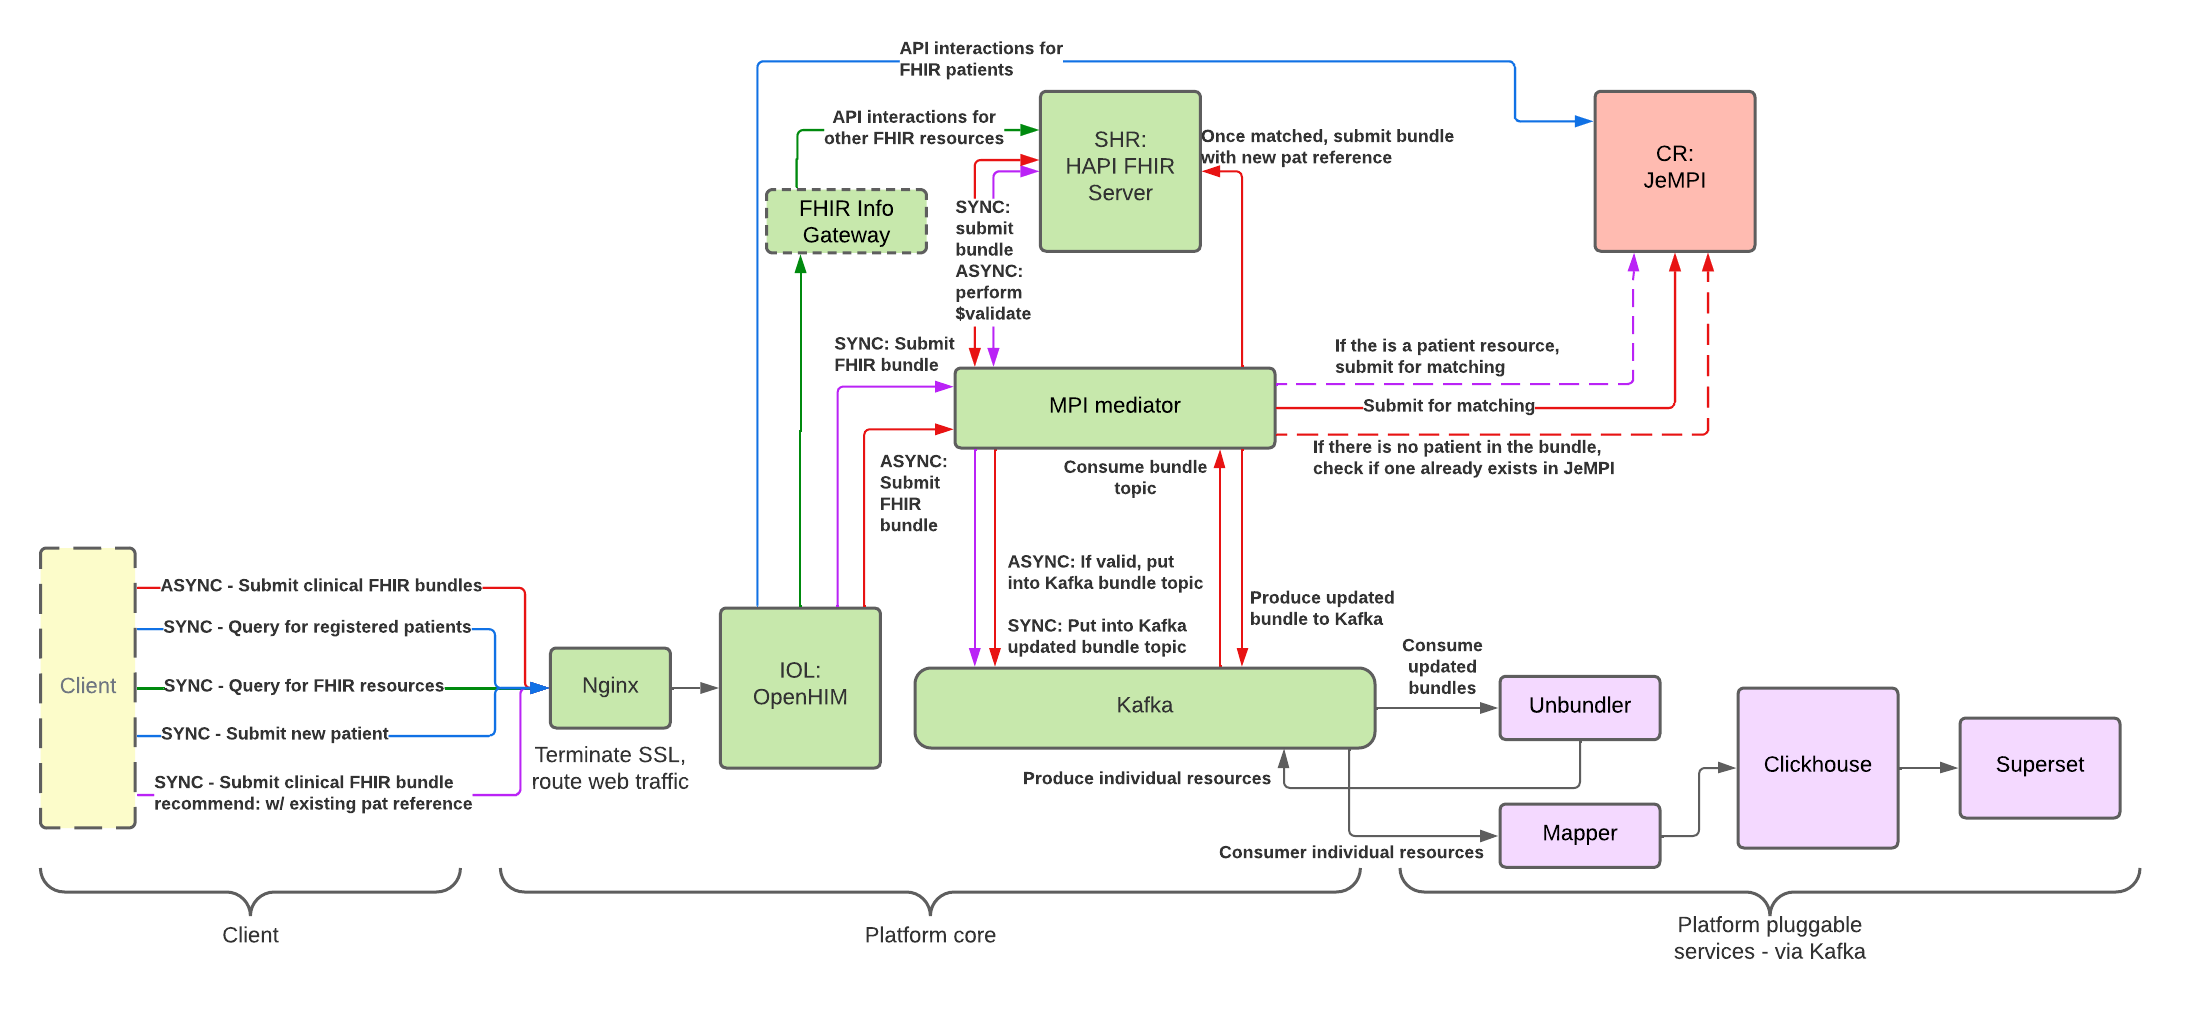 API interactions for
FHIR patients
API interactions for
other FHIR resources
SHR:
HAPI FHIR
Server
Once matched, submit bundle
with new pat reference
CR:
JeMPI
FHIR Info
Gateway
SYNC:
submit
bundle
ASYNC:
perform
$validate
SYNC: Submit
FHIR bundle
If the is a patient resource,
submit for matching
MPI mediator
Submit for matching
If there is no patient in the bundle,
check if one already exists in JeMPI
ASYNC:
Submit
FHIR
bundle
Consume bundle
topic
ASYNC: If valid, put
into Kafka bundle topic
SYNC: Put into Kafka
updated bundle topic
Produce updated
bundle to Kafka
Consume
updated
bundles
Client
ASYNC - Submit clinical FHIR bundles
SYNC - Query for registered patients
SYNC - Query for FHIR resources
SYNC - Submit new patient
SYNC - Submit clinical FHIR bundle
recommend: w/ existing pat reference
Nginx
Terminate SSL,
route web traffic
IOL:
OpenHIM
Kafka
Unbundler
Produce individual resources
Mapper
Consumer individual resources
Clickhouse
Superset
Client
Platform core
Platform pluggable
services - via Kafka